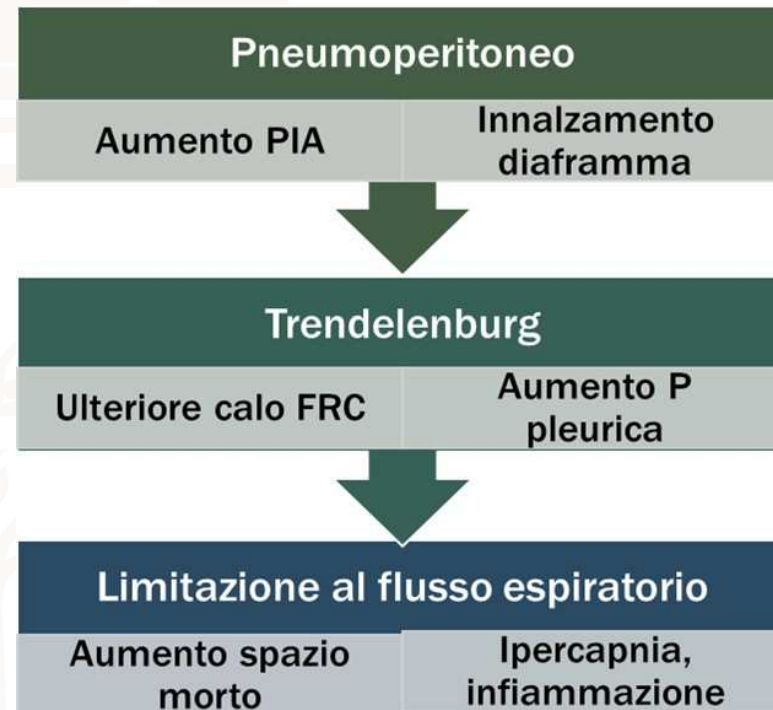 Pneumoperitoneo
Aumento PIA
Innalzamento
diaframma
Trendelenburg
Ulteriore calo FRC
Aumento P
pleurica
Limitazione al flusso espiratorio
Aumento spazio
morto
Ipercapnia,
infiammazione